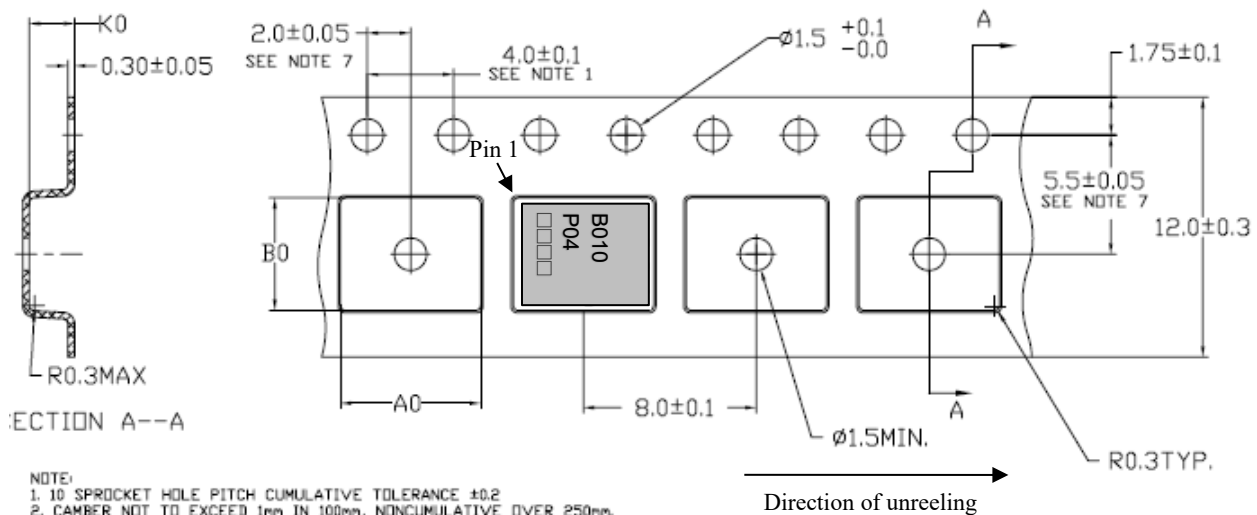 K0
0.30±0.05
2.0±0.05
SEE NOTE 7
4.0±0.1
SEE NOTE 1
Ø1.5 +0.1
-0.0
A
1.75±0.1
Pin 1
5.5±0.05
SEE NOTE 7
12.0±0.3
B0
B010
P04
□□□□
R0.3MAX
A0
8.0±0.1
A
Ø1.5MIN.
R0.3TYP.
ECTION A--A
Direction of unreeling
NOTE:
1. 10 SPROCKET HOLE PITCH CUMULATIVE TOLERANCE ±0.2
2. CAMBER NOT TO EXCEED 1mm IN 100mm, NONCUMULATIVE OVER 250mm.